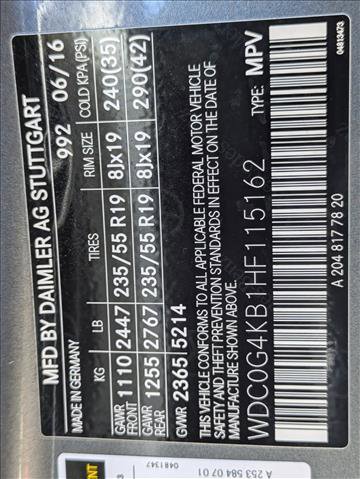 MFD BY DAIMLER AG STUTTGART
MADE IN GERMANY
992 06/16
KG LB TIRES RIM SIZE COLD KPA(PSI)
GAWR FRONT 1110 2447 235/55 R19 8Jx19 240(35)
GAWR REAR 1255 2767 235/55 R19 8Jx19 290(42)
GVWR 2365 5214
THIS VEHICLE CONFORMS TO ALL APPLICABLE FEDERAL MOTOR VEHICLE
SAFETY AND THEFT PREVENTION STANDARDS IN EFFECT ON THE DATE OF
MANUFACTURE SHOWN ABOVE.
WDC0G4KB1HF115162 TYPE: MPV
A 204 817 78 20
04813473
A 253 584 07 01
0481347
3